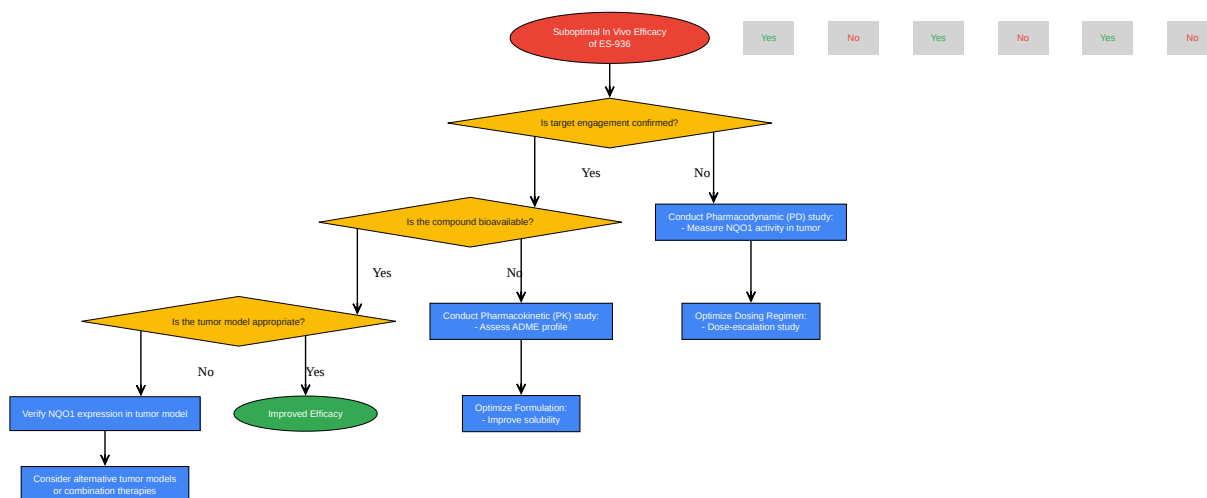 Suboptimal In Vivo Efficacy
of ES-936
Yes
No
Yes
No
Yes
No
Is target engagement confirmed?
Yes
No
Is the compound bioavailable?
Conduct Pharmacodynamic (PD) study:
- Measure NQO1 activity in tumor
Yes
No
Is the tumor model appropriate?
Conduct Pharmacokinetic (PK) study:
- Assess ADME profile
Optimize Dosing Regimen:
- Dose-escalation study
No
Yes
Verify NQO1 expression in tumor model
Improved Efficacy
Optimize Formulation:
- Improve solubility
Consider alternative tumor models
or combination therapies